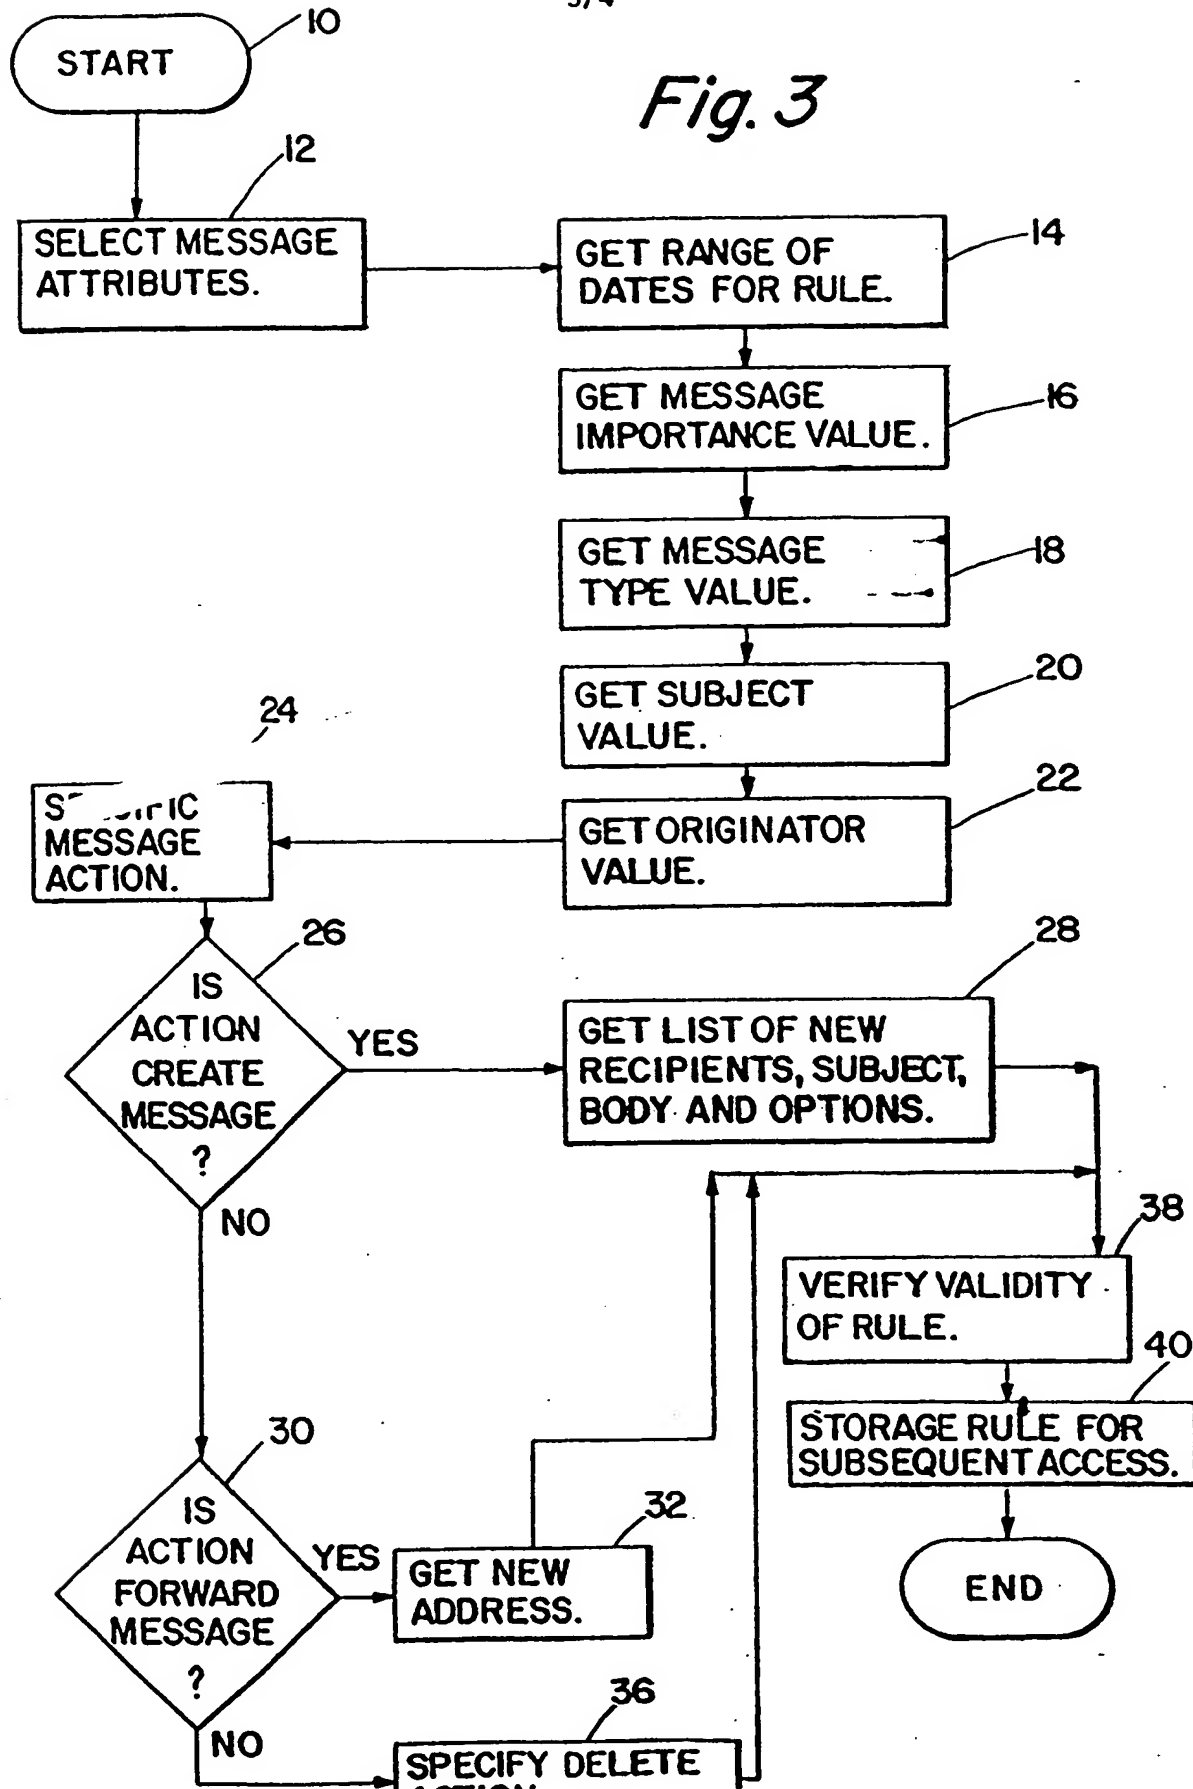 3/4
START
10
Fig. 3
12
SELECT MESSAGE
ATTRIBUTES.
GET RANGE OF
DATES FOR RULE.
14
GET MESSAGE
IMPORTANCE VALUE.
16
GET MESSAGE
TYPE VALUE.
18
GET SUBJECT
VALUE.
20
GET ORIGINATOR
VALUE.
22
24
MESSAGE
ACTION.
26
IS
ACTION
CREATE
MESSAGE
?
YES
NO
28
GET LIST OF NEW
RECIPIENTS, SUBJECT,
BODY AND OPTIONS.
30
IS
ACTION
FORWARD
MESSAGE
?
YES
NO
32
GET NEW
ADDRESS.
36
SPECIFY DELETE
38
VERIFY VALIDITY
OF RULE.
40
STORAGE RULE FOR
SUBSEQUENT ACCESS.
END